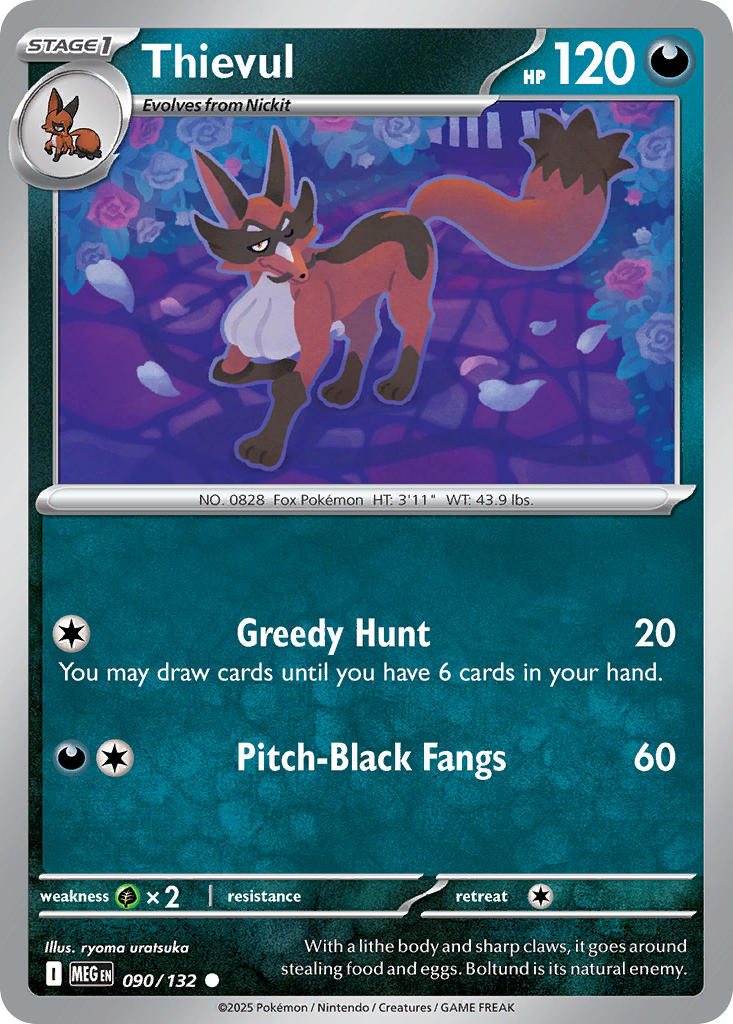 STAGE 1
Thievul
HP 120
Evolves from Nickit
NO. 0828 Fox Pokémon HT: 3'11" WT: 43.9 lbs.
Greedy Hunt 20
You may draw cards until you have 6 cards in your hand.
Pitch-Black Fangs 60
weakness ×2 resistance retreat
Illus. ryoma uratsuka
With a lithe body and sharp claws, it goes around
stealing food and eggs. Boltund is its natural enemy.
I MEG EN 090/132
©2025 Pokémon / Nintendo / Creatures / GAME FREAK